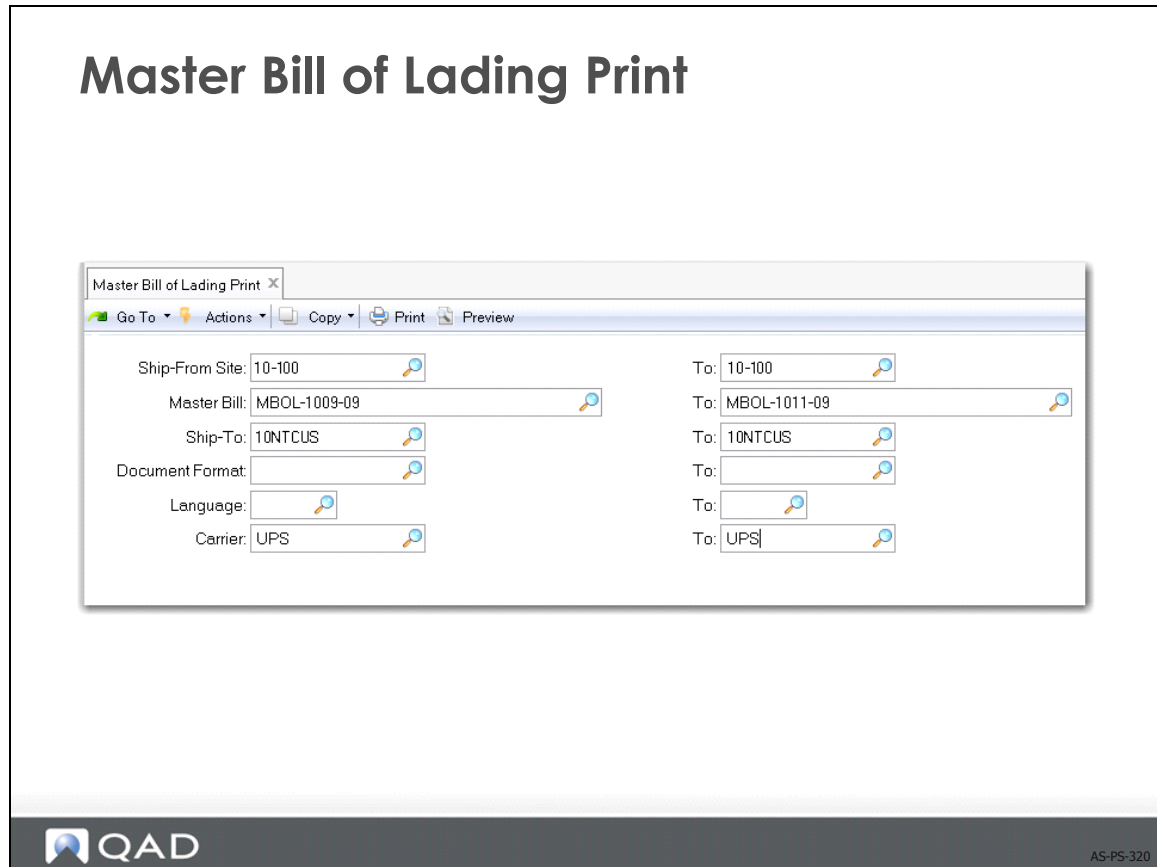 Master Bill of Lading Print
Master Bill of Lading Print
Go To Actions Copy Print Preview
Ship-From Site: 10-100 To: 10-100
Master Bill: MBOL-1009-09 To: MBOL-1011-09
Ship-To: 10NTCUS To: 10NTCUS
Document Format: To:
Language: To:
Carrier: UPS To: UPS
QAD
AS-PS-320